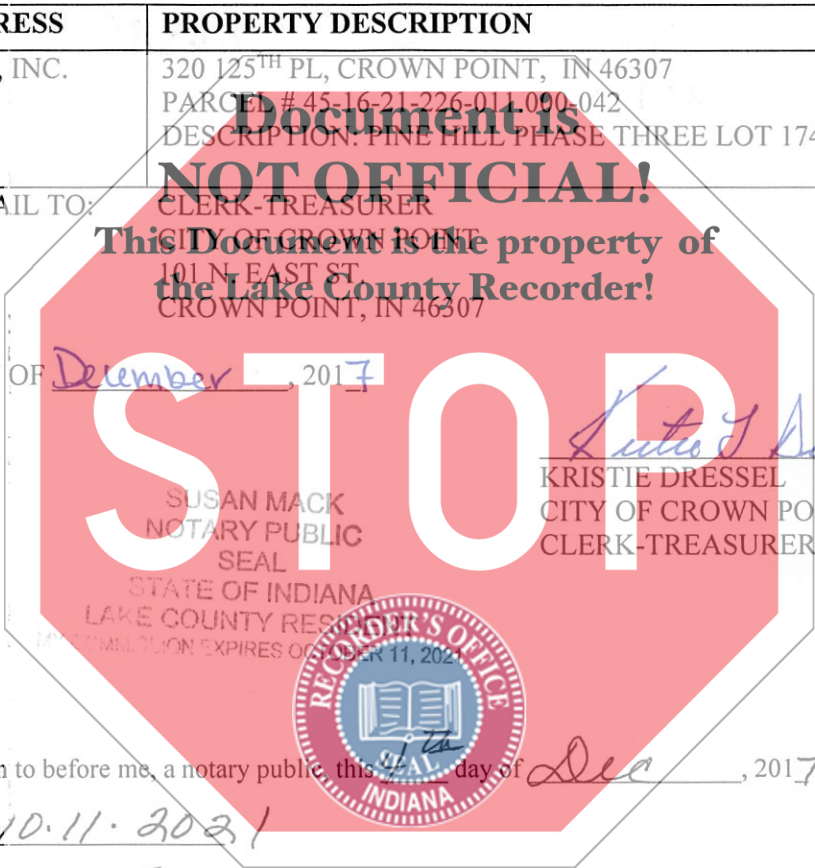 RESS PROPERTY DESCRIPTION
, INC. 320 125TH PL, CROWN POINT, IN 46307
PARCEL # 45-16-21-226-011.000-042
DESCRIPTION: PINE HILL PHASE THREE LOT 174
Document is
NOT OFFICIAL!
This Document is the property of
the Lake County Recorder!
AIL TO: CLERK-TREASURER
CITY OF CROWN POINT
101 N. EAST ST.
CROWN POINT, IN 46307
OF December, 2017
STOP
KRISTIE DRESSEL
CITY OF CROWN PO
CLERK-TREASURER
SUSAN MACK
NOTARY PUBLIC
SEAL
STATE OF INDIANA
LAKE COUNTY RESIDENT
MY COMMISSION EXPIRES OCTOBER 11, 2021
RECORDER'S OFFICE
SEAL
INDIANA
n to before me, a notary public, this day of Dec, 2017
10.11.2021